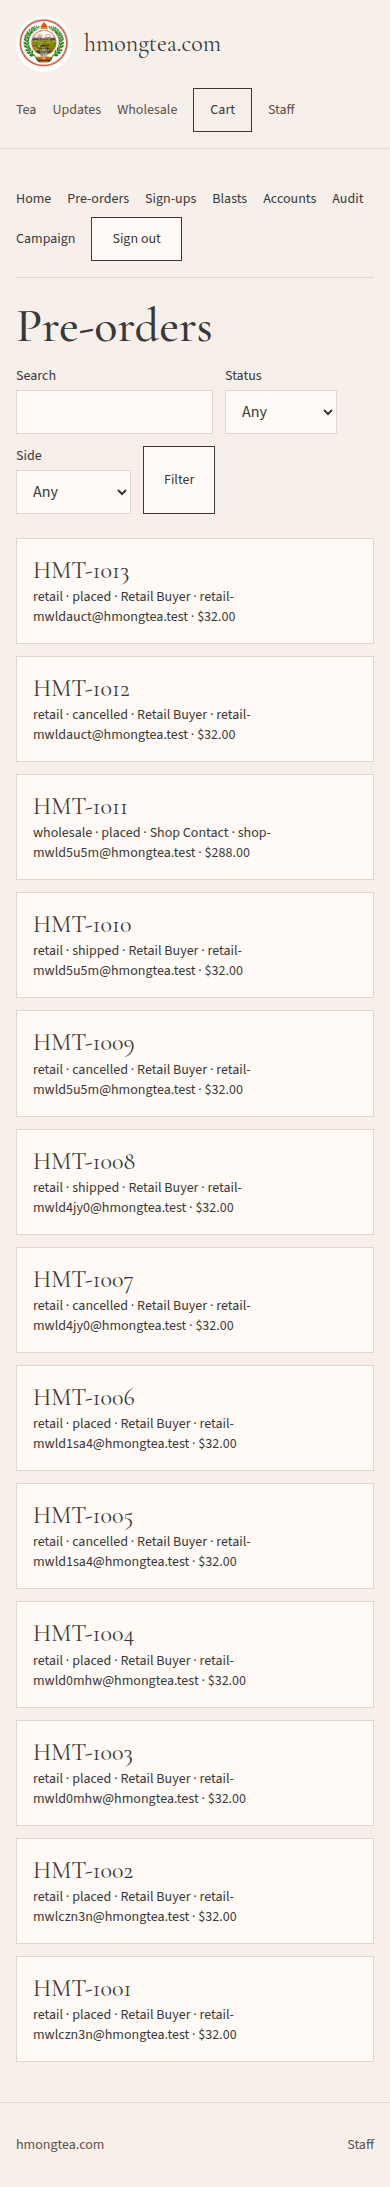 hmongtea.com
Tea Updates Wholesale Cart Staff
Home Pre-orders Sign-ups Blasts Accounts Audit
Campaign Sign out
Pre-orders
Search Status
Any
Side
Any Filter
HMT-1013
retail · placed · Retail Buyer · retail-
mwldauct@hmongtea.test · $32.00
HMT-1012
retail · cancelled · Retail Buyer · retail-
mwldauct@hmongtea.test · $32.00
HMT-1011
wholesale · placed · Shop Contact · shop-
mwld5u5m@hmongtea.test · $288.00
HMT-1010
retail · shipped · Retail Buyer · retail-
mwld5u5m@hmongtea.test · $32.00
HMT-1009
retail · cancelled · Retail Buyer · retail-
mwld5u5m@hmongtea.test · $32.00
HMT-1008
retail · shipped · Retail Buyer · retail-
mwld4jy0@hmongtea.test · $32.00
HMT-1007
retail · cancelled · Retail Buyer · retail-
mwld4jy0@hmongtea.test · $32.00
HMT-1006
retail · placed · Retail Buyer · retail-
mwld1sa4@hmongtea.test · $32.00
HMT-1005
retail · cancelled · Retail Buyer · retail-
mwld1sa4@hmongtea.test · $32.00
HMT-1004
retail · placed · Retail Buyer · retail-
mwld0mhw@hmongtea.test · $32.00
HMT-1003
retail · placed · Retail Buyer · retail-
mwld0mhw@hmongtea.test · $32.00
HMT-1002
retail · placed · Retail Buyer · retail-
mwlczn3n@hmongtea.test · $32.00
HMT-1001
retail · placed · Retail Buyer · retail-
mwlczn3n@hmongtea.test · $32.00
hmongtea.com Staff